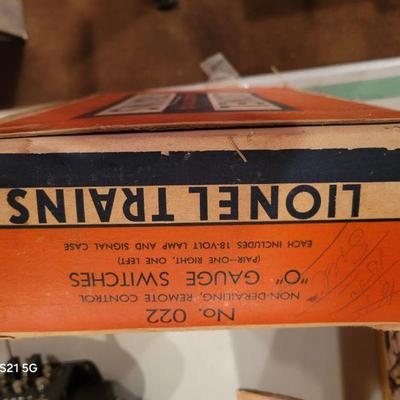 LIONEL TRAINS
No. 022
NON-DERAILING, REMOTE CONTROL
"O" GAUGE SWITCHES
(PAIR—ONE RIGHT, ONE LEFT)
EACH INCLUDES 18-VOLT LAMP AND SIGNAL CASE
S21 5G